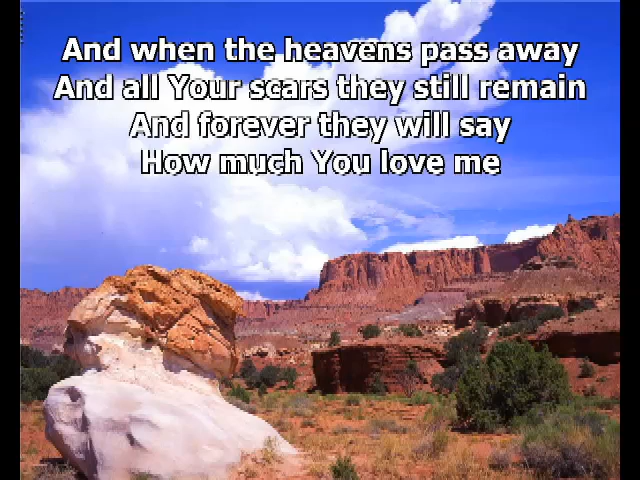 And when the heavens pass away
And all Your scars they still remain
And forever they will say
How much You love me